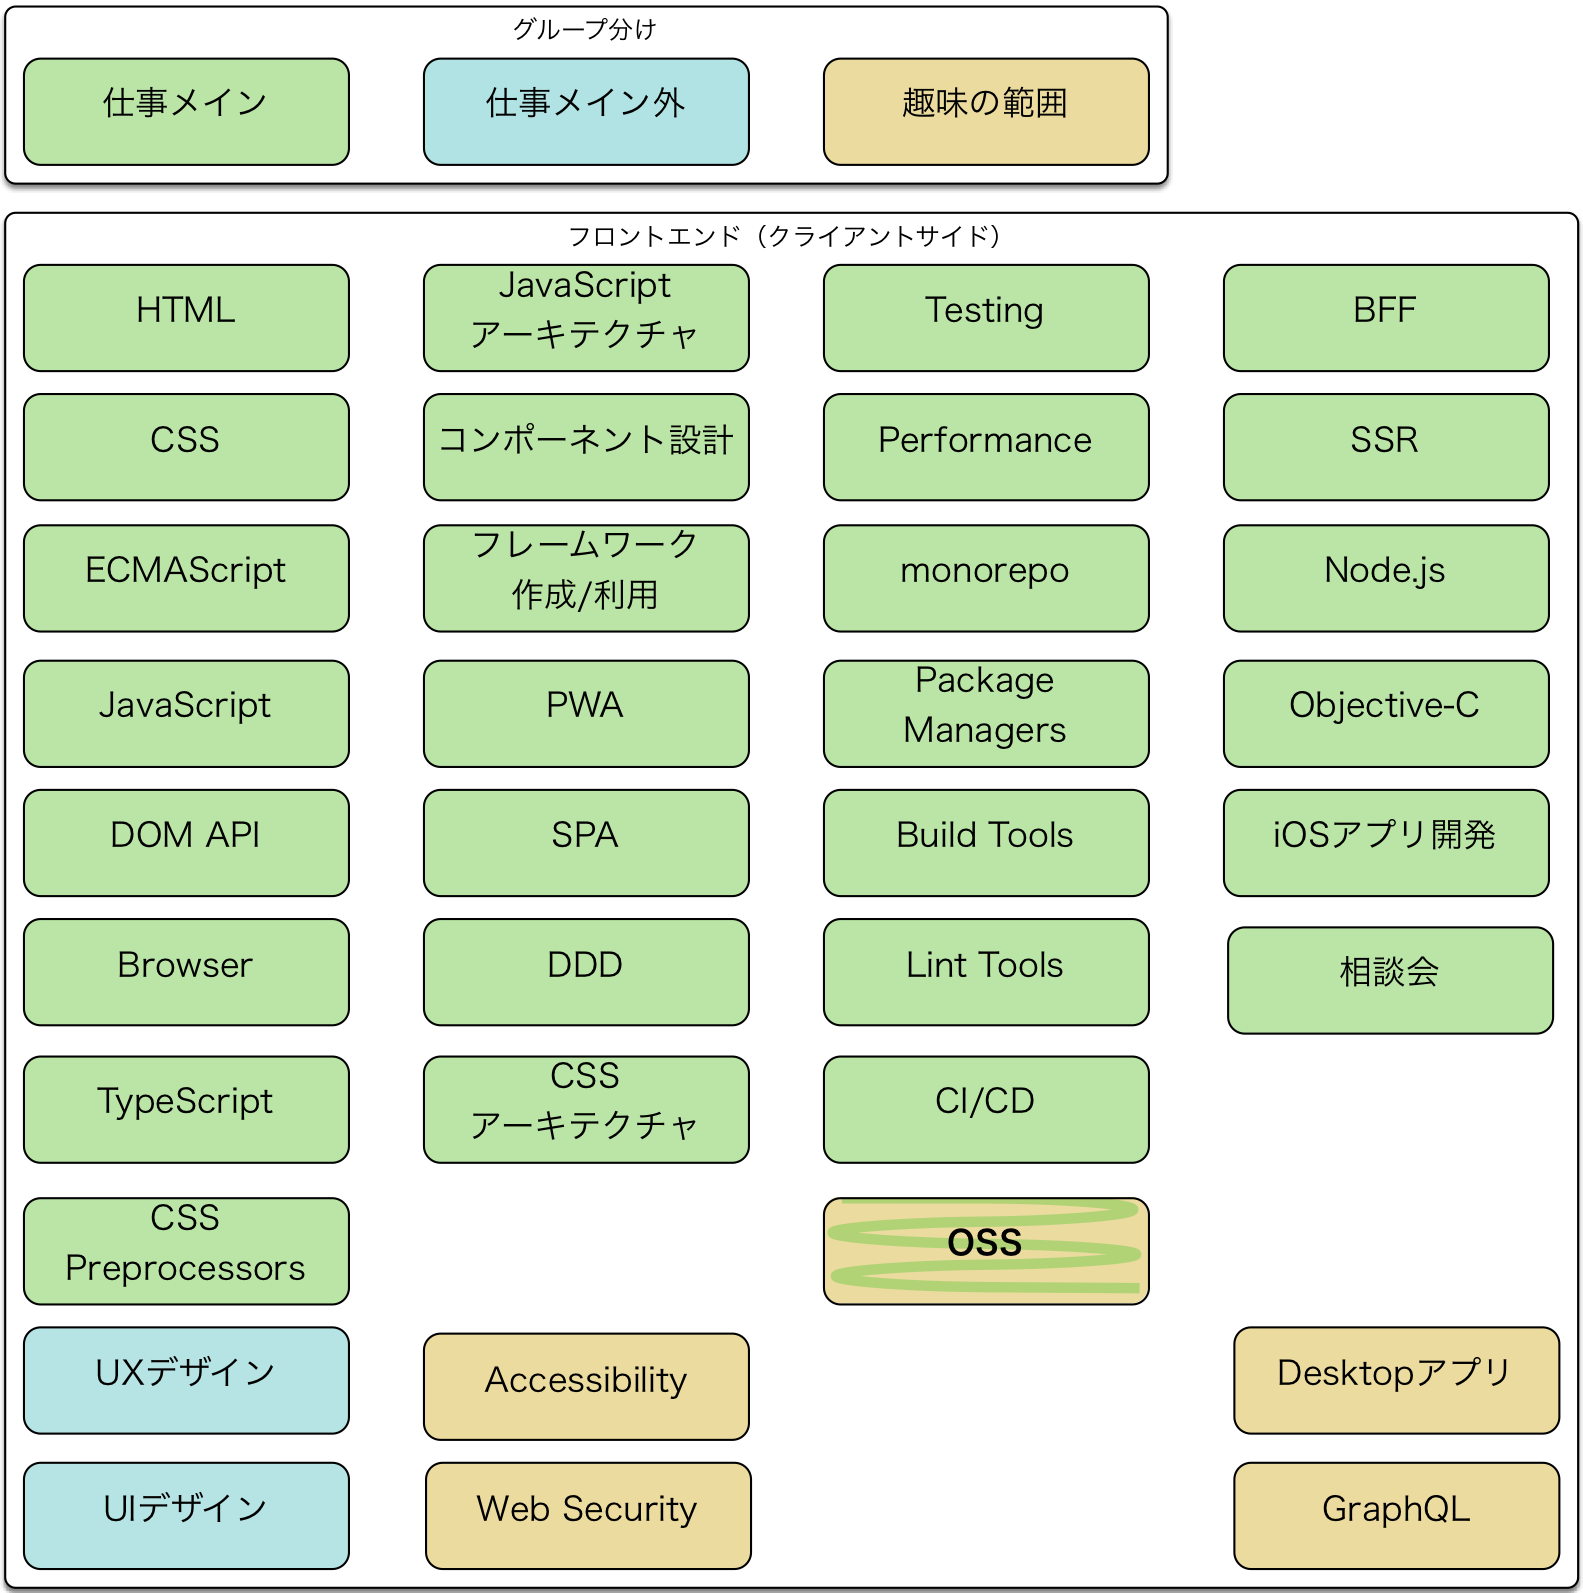 グループ分け
仕事メイン
仕事メイン外
趣味の範囲
フロントエンド（クライアントサイド）
HTML
JavaScript
アーキテクチャ
Testing
BFF
CSS
コンポーネント設計
Performance
SSR
ECMAScript
フレームワーク
作成/利用
monorepo
Node.js
JavaScript
PWA
Package
Managers
Objective-C
DOM API
SPA
Build Tools
iOSアプリ開発
Browser
DDD
Lint Tools
相談会
TypeScript
CSS
アーキテクチャ
CI/CD
CSS
Preprocessors
OSS
UXデザイン
Accessibility
Desktopアプリ
UIデザイン
Web Security
GraphQL